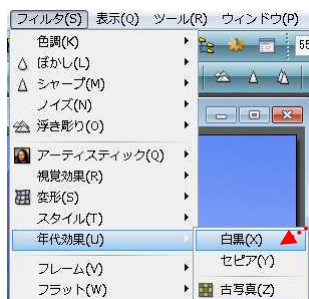 フィルタ(S) 表示(O) ツール(R) ウィンドウ(P)
色調(K)
55
ぼかし(L)
シャープ(M)
ノイズ(N)
浮き彫り(O)
アーティスティック(Q)
視覚効果(R)
変形(S)
スタイル(T)
年代効果(U)
白黒(X)
セピア(Y)
フレーム(V)
フラット(W)
古写真(Z)